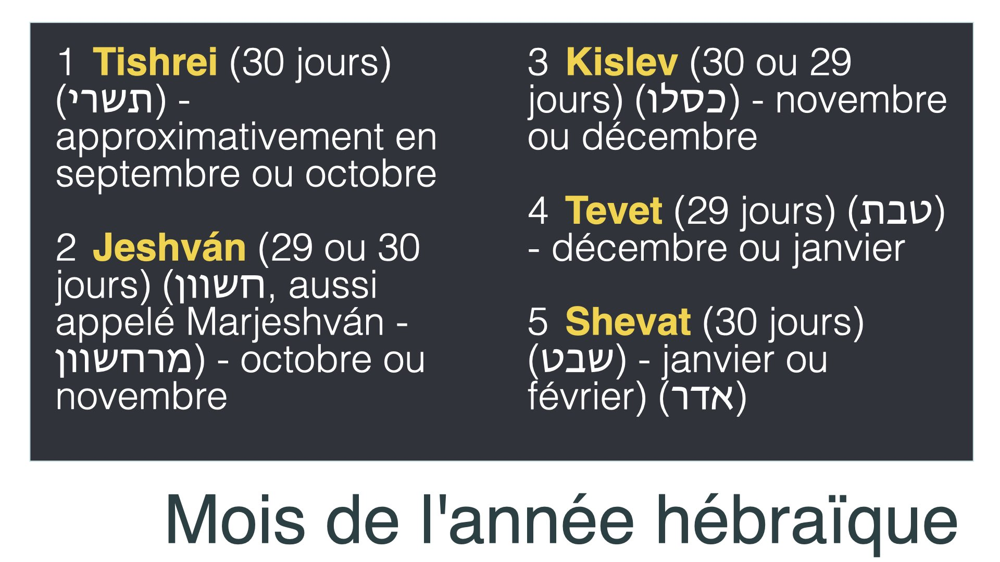 1 Tishrei (30 jours)
(תשרי) -
approximativement en
septembre ou octobre
2 Jeshván (29 ou 30
jours) (חשוון, aussi
appelé Marjeshván -
מרחשוון) - octobre ou
novembre
3 Kislev (30 ou 29
jours) (כסלו) - novembre
ou décembre
4 Tevet (29 jours) (טבת)
- décembre ou janvier
5 Shevat (30 jours)
(שבט) - janvier ou
février) (אדר)
Mois de l'année hébraïque